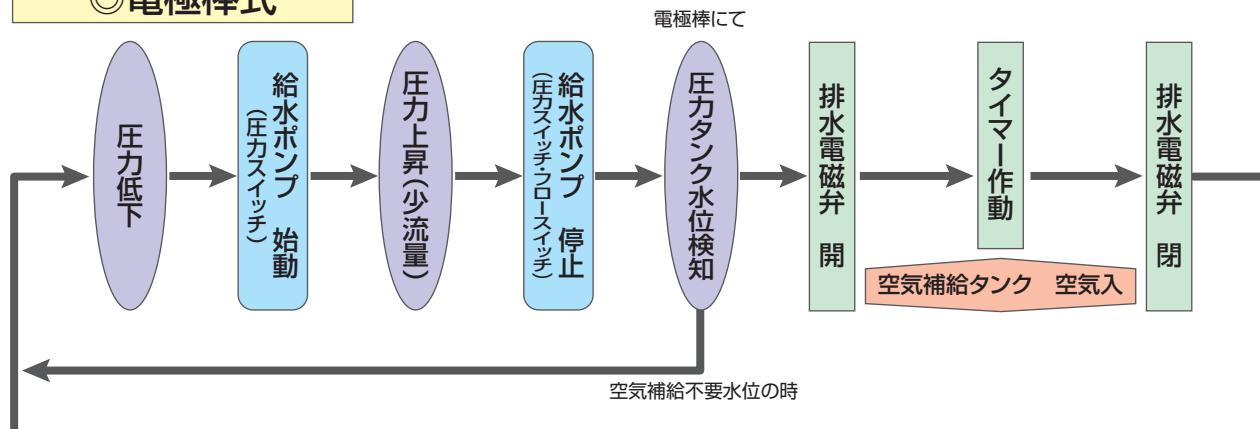 ◎電極棒式
電極棒にて
圧力低下
給水ポンプ　始動
(圧力スイッチ)
圧力上昇(少流量)
給水ポンプ　停止
(圧力スイッチ・フロースイッチ)
圧力タンク水位検知
排水電磁弁　開
タイマー作動
排水電磁弁　閉
空気補給タンク　空気入
空気補給不要水位の時